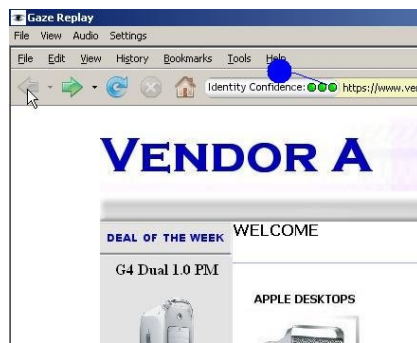 Gaze Replay
File View Audio Settings
File Edit View History Bookmarks Tools Help
Identity Confidence: https://www.ver
VENDOR A
DEAL OF THE WEEK
WELCOME
G4 Dual 1.0 PM
APPLE DESKTOPS